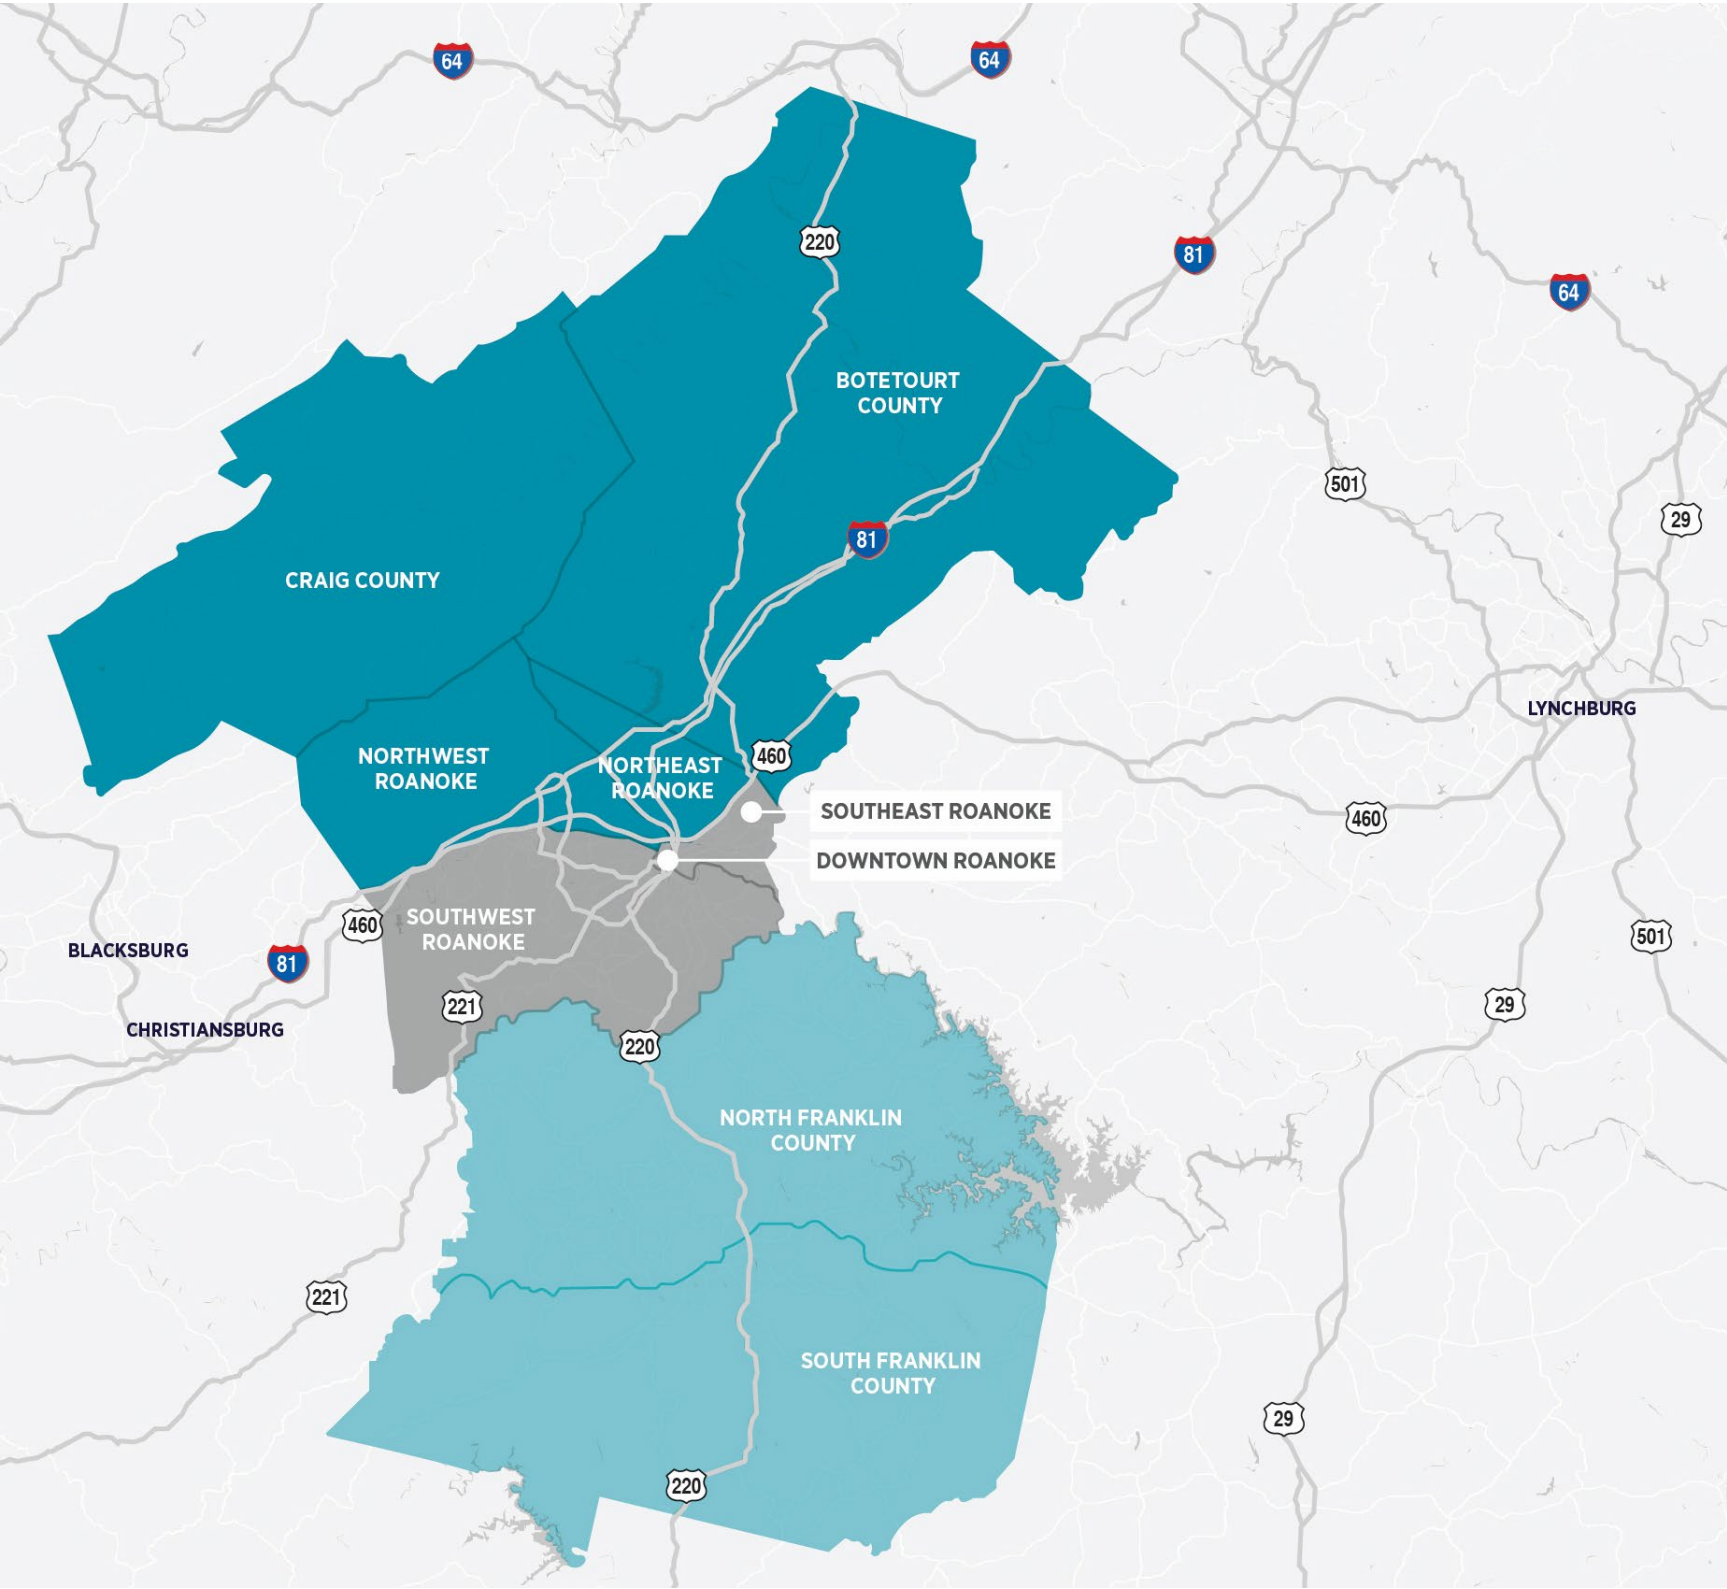 64
64
220
81
64
BOTETOURT
COUNTY
501
29
81
CRAIG COUNTY
LYNCHBURG
NORTHWEST
ROANOKE
NORTHEAST
ROANOKE
460
SOUTHEAST ROANOKE
460
DOWNTOWN ROANOKE
SOUTHWEST
ROANOKE
460
501
BLACKSBURG
81
221
29
CHRISTIANSBURG
220
NORTH FRANKLIN
COUNTY
221
SOUTH FRANKLIN
COUNTY
29
220